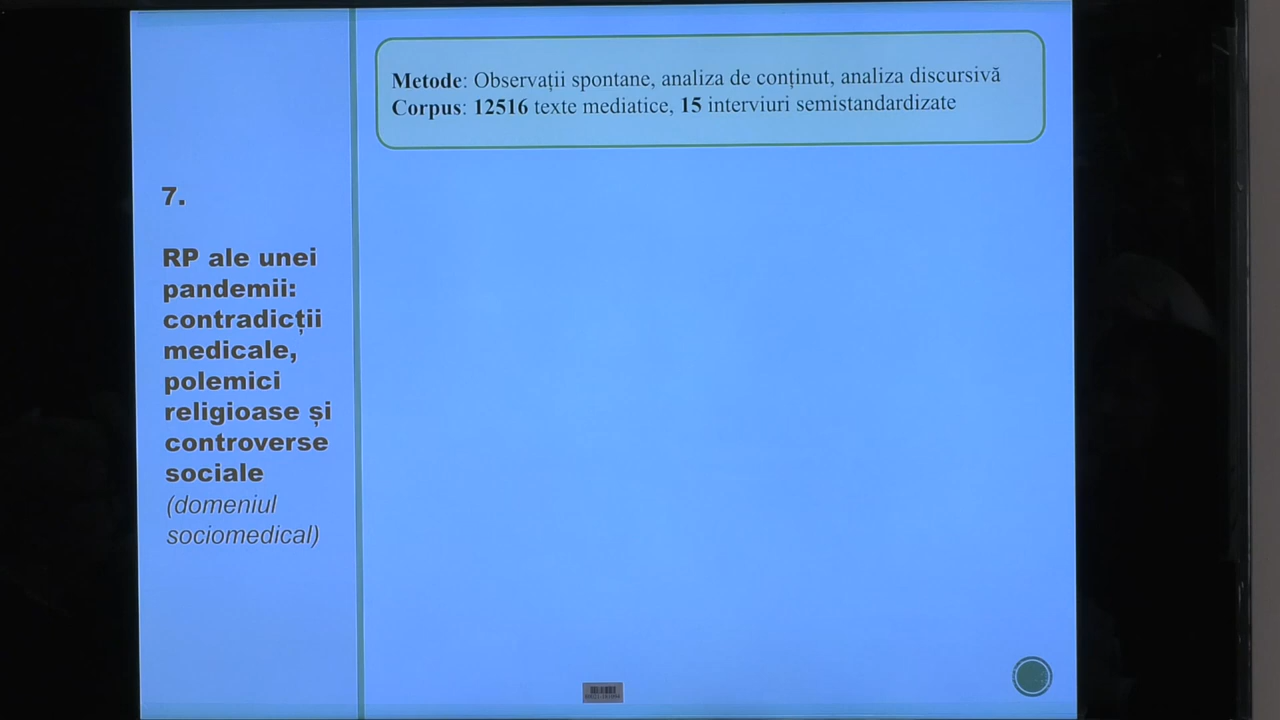 Metode: Observații spontane, analiza de conținut, analiza discursivă
Corpus: 12516 texte mediatice, 15 interviuri semistandardizate
7.
RP ale unei
pandemii:
contradicții
medicale,
polemici
religioase și
controverse
sociale
(domeniul
sociomedical)